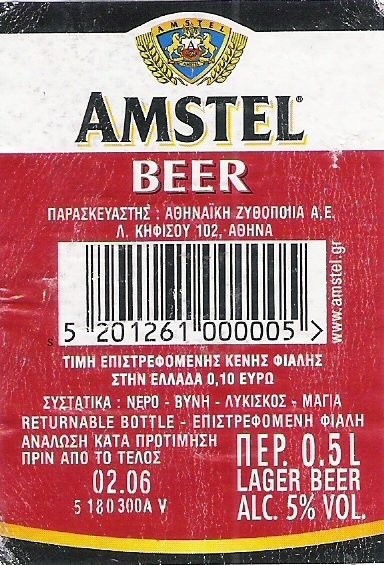 AMSTEL
AMSTEL®
BEER
ΠΑΡΑΣΚΕΥΑΣΤΗΣ : ΑΘΗΝΑΪΚΗ ΖΥΘΟΠΟΙΙΑ Α.Ε.
Λ. ΚΗΦΙΣΟΥ 102, ΑΘΗΝΑ
www.amstel.gr
5 201261 000005 >
ΤΙΜΗ ΕΠΙΣΤΡΕΦΟΜΕΝΗΣ ΚΕΝΗΣ ΦΙΑΛΗΣ
ΣΤΗΝ ΕΛΛΑΔΑ 0,10 ΕΥΡΩ
ΣΥΣΤΑΤΙΚΑ : ΝΕΡΟ - ΒΥΝΗ - ΛΥΚΙΣΚΟΣ - ΜΑΓΙΑ
RETURNABLE BOTTLE - ΕΠΙΣΤΡΕΦΟΜΕΝΗ ΦΙΑΛΗ
ΑΝΑΛΩΣΗ ΚΑΤΑ ΠΡΟΤΙΜΗΣΗ
ΠΡΙΝ ΑΠΟ ΤΟ ΤΕΛΟΣ
02.06
5 180300A V
ΠΕΡ. 0.5 L
LAGER BEER
ALC. 5% VOL.